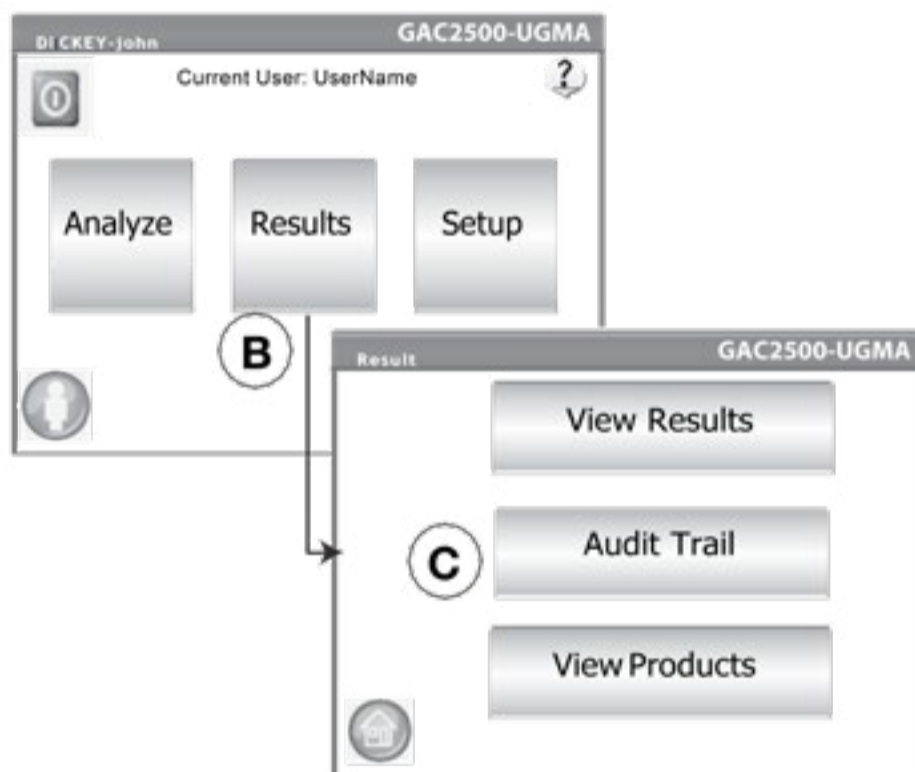 DICKEY-john GAC2500-UGMA
Current User: UserName ?
Analyze Results Setup
B
Result GAC2500-UGMA
View Results
C Audit Trail
View Products